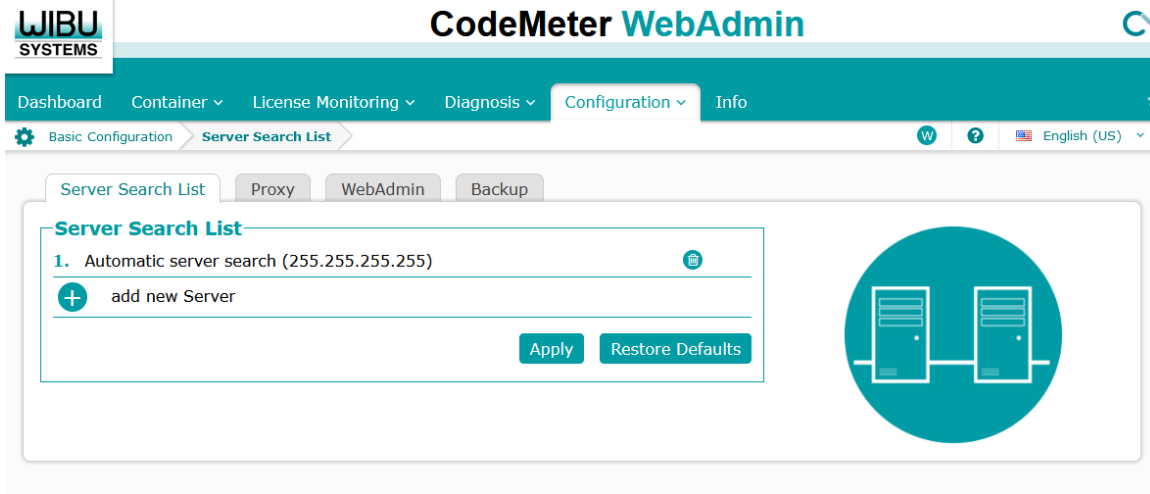 WIBU
SYSTEMS
CodeMeter WebAdmin
Dashboard Container License Monitoring Diagnosis Configuration Info
Basic Configuration Server Search List W ? English (US)
Server Search List Proxy WebAdmin Backup
Server Search List
1. Automatic server search (255.255.255.255)
add new Server
Apply Restore Defaults